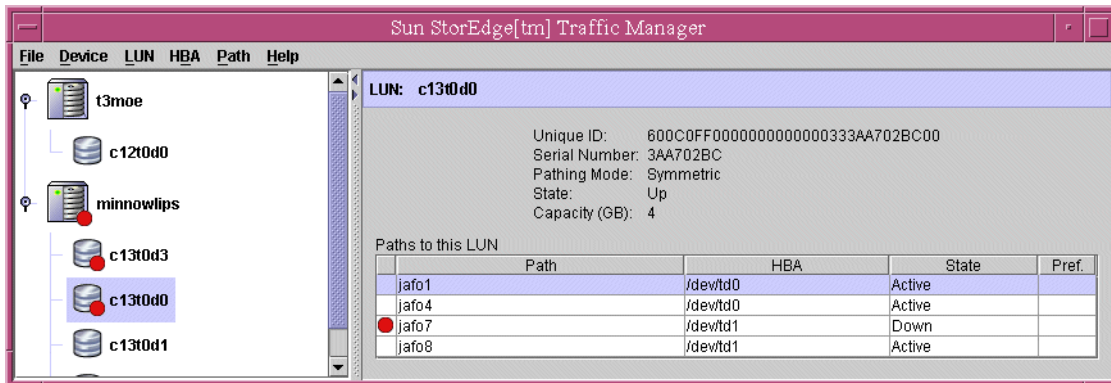 Sun StorEdge[tm] Traffic Manager
File Device LUN HBA Path Help
t3moe
c12t0d0
minnowlips
c13t0d3
c13t0d0
c13t0d1
LUN: c13t0d0
Unique ID: 600C0FF0000000000000333AA702BC00
Serial Number: 3AA702BC
Pathing Mode: Symmetric
State: Up
Capacity (GB): 4
Paths to this LUN
Path HBA State Pref.
jafo1 /dev/td0 Active
jafo4 /dev/td0 Active
jafo7 /dev/td1 Down
jafo8 /dev/td1 Active